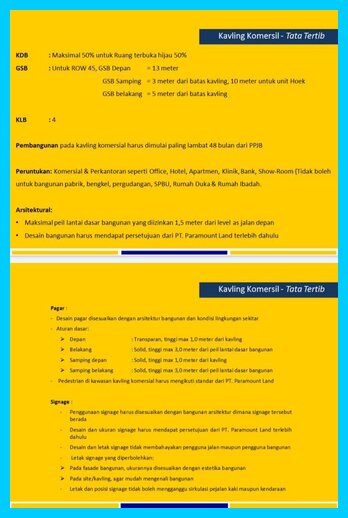 Kavling Komersil - Tata Tertib
KDB : Maksimal 50% untuk Ruang terbuka hijau 50%
GSB : Untuk ROW 45, GSB Depan = 13 meter
GSB Samping = 3 meter dari batas kavling, 10 meter untuk unit Hoek
GSB belakang = 5 meter dari batas kavling
KLB : 4
Pembangunan pada kavling komersial harus dimulai paling lambat 48 bulan dari PPJB
Peruntukan: Komersial & Perkantoran seperti Office, Hotel, Apartmen, Klinik, Bank, Show-Room (Tidak boleh
untuk bangunan pabrik, bengkel, pergudangan, SPBU, Rumah Duka & Rumah Ibadah.
Arsitektural:
• Maksimal peil lantai dasar bangunan yang diizinkan 1,5 meter dari level as jalan depan
• Desain bangunan harus mendapat persetujuan dari PT. Paramount Land terlebih dahulu
Kavling Komersil - Tata Tertib
Pagar :
- Desain pagar disesuaikan dengan arsitektur bangunan dan kondisi lingkungan sekitar
- Aturan dasar:
➢ Depan : Transparan, tinggi max 1,0 meter dari kavling
➢ Belakang : Solid, tinggi max 3,0 meter dari peil lantai dasar bangunan
➢ Samping depan : Solid, tinggi max 1,0 meter dari kavling
➢ Samping belakang : Solid, tinggi max 3,0 meter dari peil lantai dasar bangunan
- Pedestrian di kawasan kavling komersial harus mengikuti standar dari PT. Paramount Land
Signage :
- Penggunaan signage harus disesuaikan dengan bangunan arsitektur dimana signage tersebut
berada
- Desain dan ukuran signage harus mendapat persetujuan dari PT. Paramount Land terlebih
dahulu
- Desain dan letak signage tidak membahayakan pengguna jalan maupun pengguna bangunan
- Letak signage yang diperbolehkan:
➢ Pada fasade bangunan, ukurannya disesuaikan dengan estetika bangunan
➢ Pada site/kavling, agar mudah mengenali bangunan
- Letak dan posisi signage tidak boleh mengganggu sirkulasi pejalan kaki maupun kendaraan